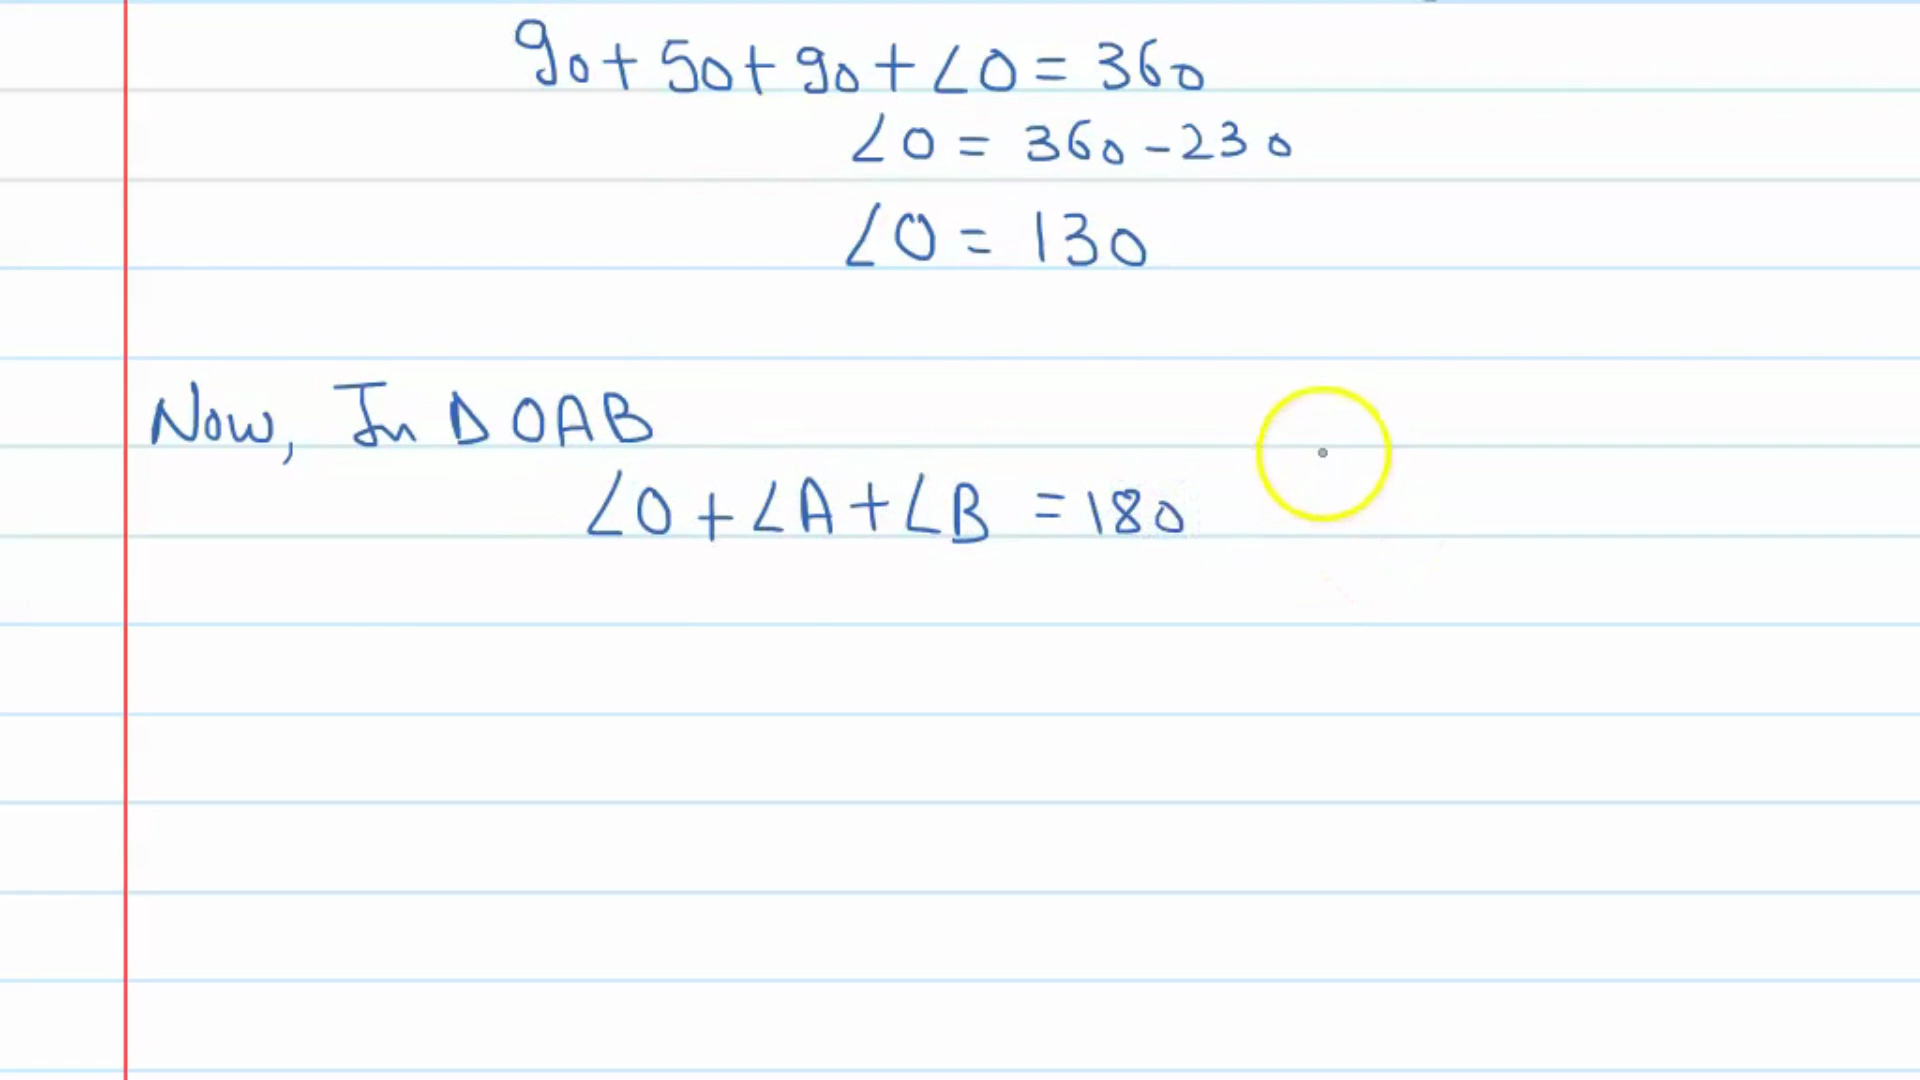 90+50+90+∠O=360
∠O = 360-230
∠O = 130
Now, In ΔOAB
∠O+∠A+∠B =180